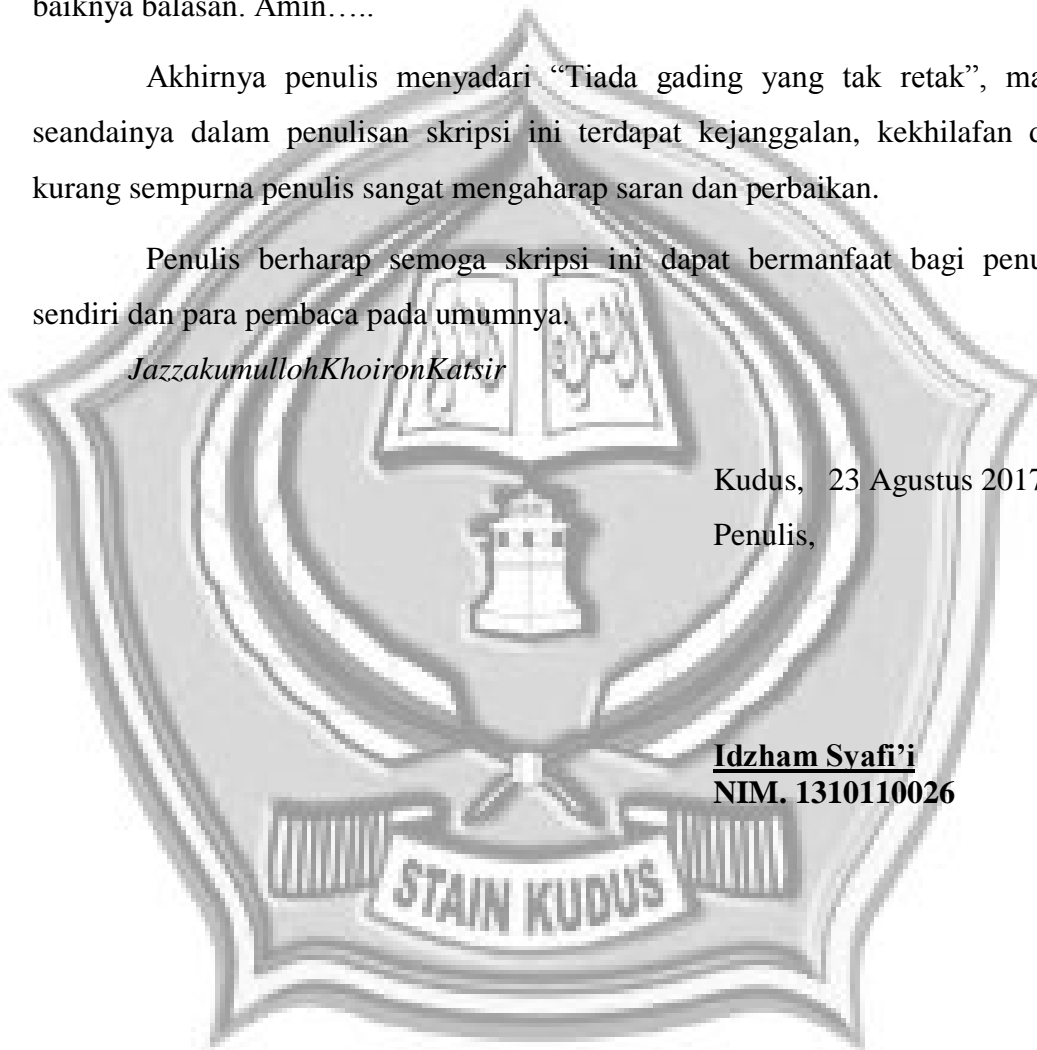 baiknya balasan. Amin…..
Akhirnya penulis menyadari “Tiada gading yang tak retak”,
seandainya dalam penulisan skripsi ini terdapat kejanggalan, kekhilafan
kurang sempurna penulis sangat mengaharap saran dan perbaikan.
Penulis berharap semoga skripsi ini dapat bermanfaat bagi
sendiri dan para pembaca pada umumnya.
JazzakumullohKhoironKatsir
Kudus, 23 Agustus 2017
Penulis,
Idzham Syafi’i
NIM. 1310110026
STAIN KUDUS